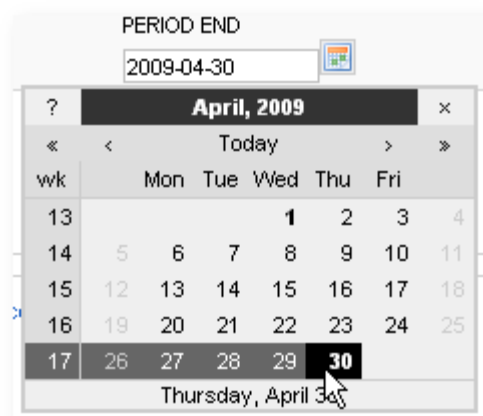 PERIOD END
2009-04-30
? April, 2009 ×
« ‹ Today › »
wk Mon Tue Wed Thu Fri
13 1 2 3 4
14 5 6 7 8 9 10 11
15 12 13 14 15 16 17 18
16 19 20 21 22 23 24 25
17 26 27 28 29 30
Thursday, April 30